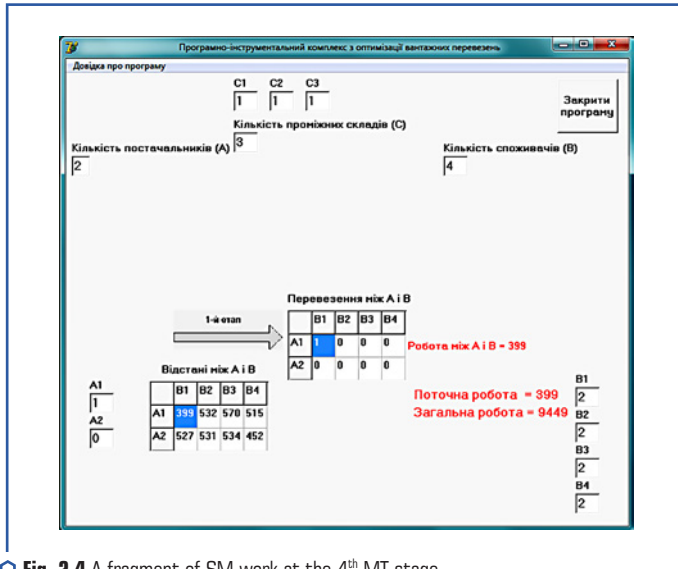 Програмно-інструментальний комплекс з оптимізації вантажних перевезень
Довідка про програму
C1 C2 C3
1 1 1
Закрити програму
Кількість проміжних складів (C)
3
Кількість постачальників (A)
2
Кількість споживачів (B)
4
Перевезення між A і B
1-й етап
B1 B2 B3 B4
A1 1 0 0 0
A2 0 0 0 0
Робота між A і B = 399
Відстані між A і B
B1 B2 B3 B4
A1 399 532 570 515
A2 527 531 534 452
A1
1
A2
0
Поточна робота = 399
Загальна робота = 9449
B1
2
B2
2
B3
2
B4
2
Fig. 2.4 A fragment of SM work at the 4th MT stage